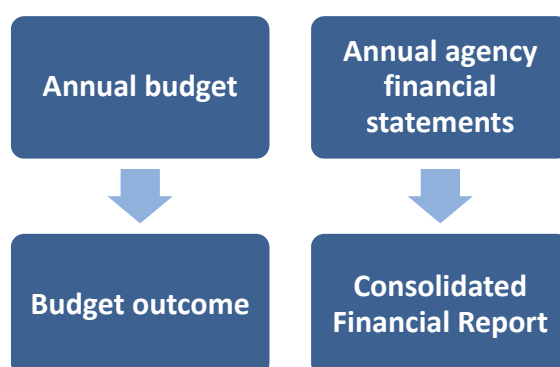 Annual budget
Annual agency
financial
statements
Budget outcome
Consolidated
Financial Report